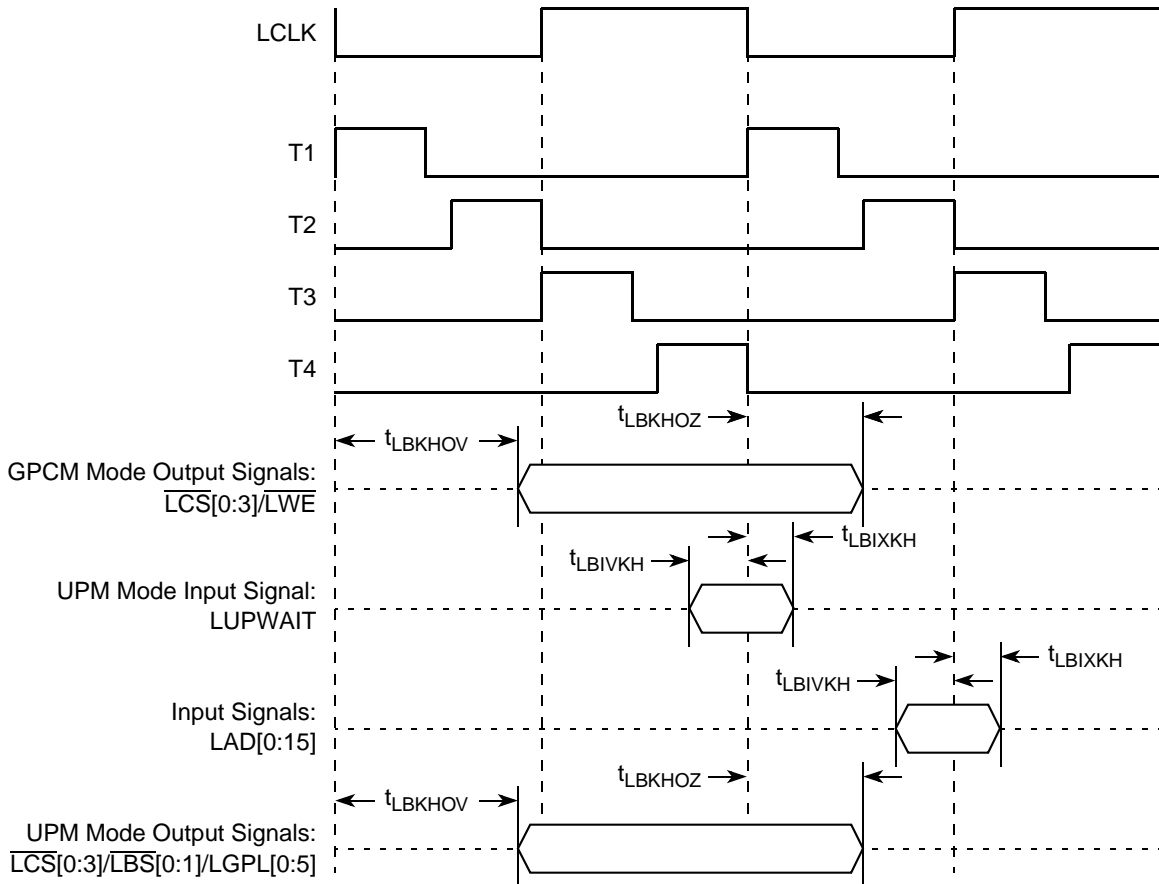 LCLK
T1
T2
T3
T4
tLBKHOZ
tLBKHOV
GPCM Mode Output Signals:
LCS[0:3]/LWE
tLBIXKH
tLBIVKH
UPM Mode Input Signal:
LUPWAIT
tLBIXKH
tLBIVKH
Input Signals:
LAD[0:15]
tLBKHOZ
tLBKHOV
UPM Mode Output Signals:
LCS[0:3]/LBS[0:1]/LGPL[0:5]